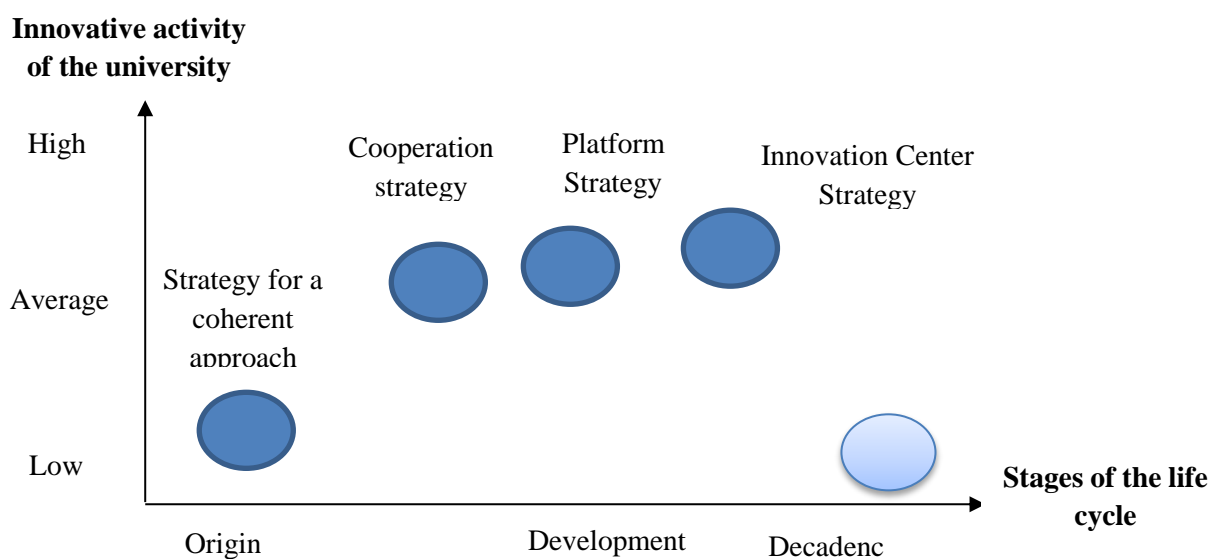 Innovative activity
of the university
High
Cooperation
strategy
Platform
Strategy
Innovation Center
Strategy
Strategy for a
coherent
approach
Average
Low
Stages of the life
cycle
Origin
Development
Decadenc